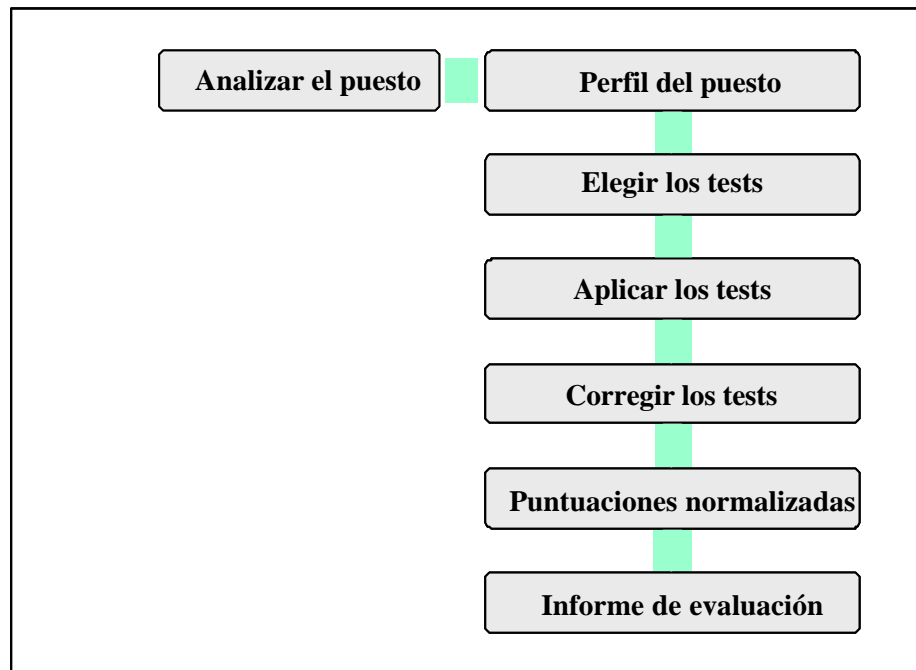 Analizar el puesto
Perfil del puesto
Elegir los tests
Aplicar los tests
Corregir los tests
Puntuaciones normalizadas
Informe de evaluación